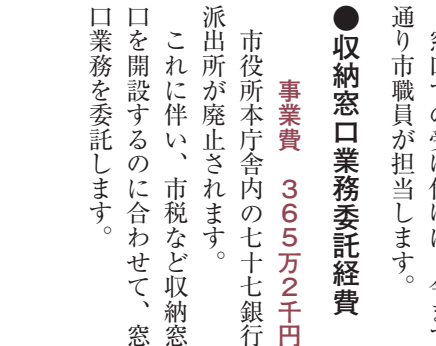 通り市職員が担当します。
●収納窓口業務委託経費
事業費　365万2千円
市役所本庁舎内の七十七銀行
派出所が廃止されます。
これに伴い、市税など収納窓
口を開設するのに合わせて、窓
口業務を委託します。